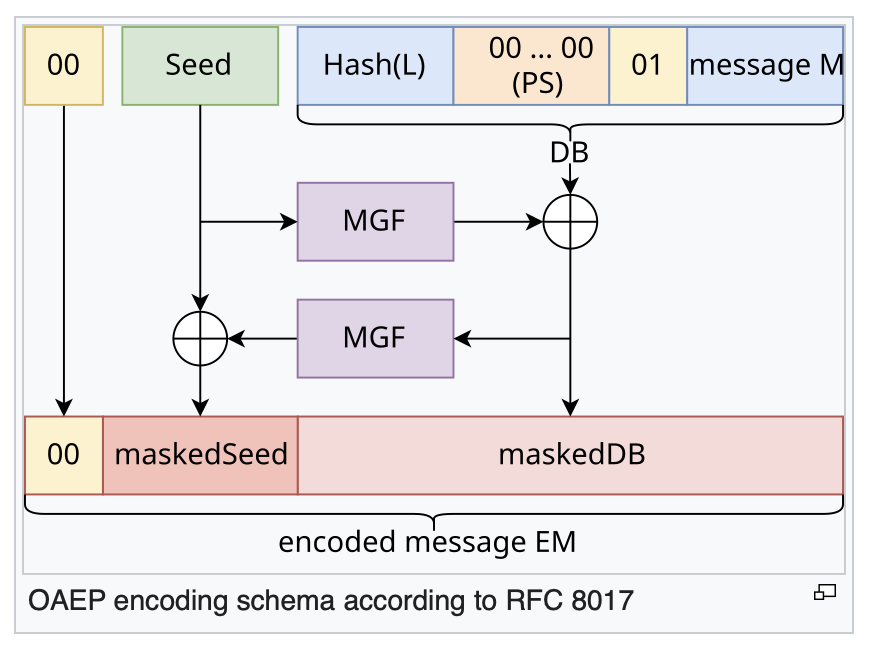 00
Seed
Hash(L)
00 ... 00
(PS)
01
message M
DB
MGF
MGF
00
maskedSeed
maskedDB
encoded message EM
OAEP encoding schema according to RFC 8017